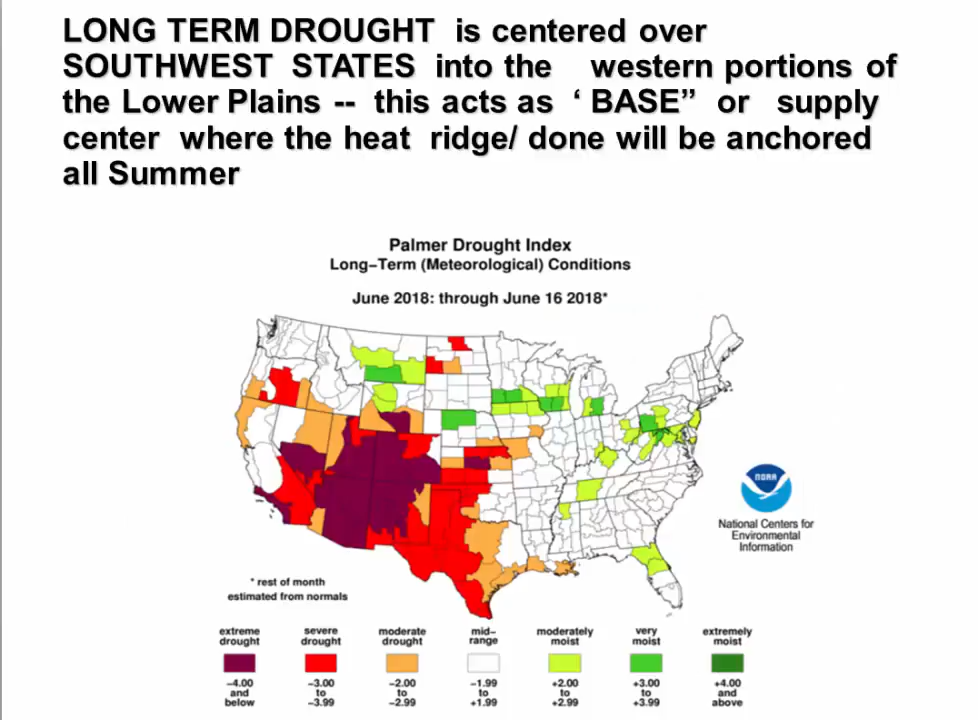 LONG TERM DROUGHT is centered over
SOUTHWEST STATES into the western portions of
the Lower Plains -- this acts as ‘ BASE” or supply
center where the heat ridge/ done will be anchored
all Summer
Palmer Drought Index
Long–Term (Meteorological) Conditions
June 2018: through June 16 2018*
NOAA
National Centers for
Environmental
Information
* rest of month
estimated from normals
extreme
drought
severe
drought
moderate
drought
mid–
range
moderately
moist
very
moist
extremely
moist
–4.00
and
below
–3.00
to
–3.99
–2.00
to
–2.99
–1.99
to
+1.99
+2.00
to
+2.99
+3.00
to
+3.99
+4.00
and
above